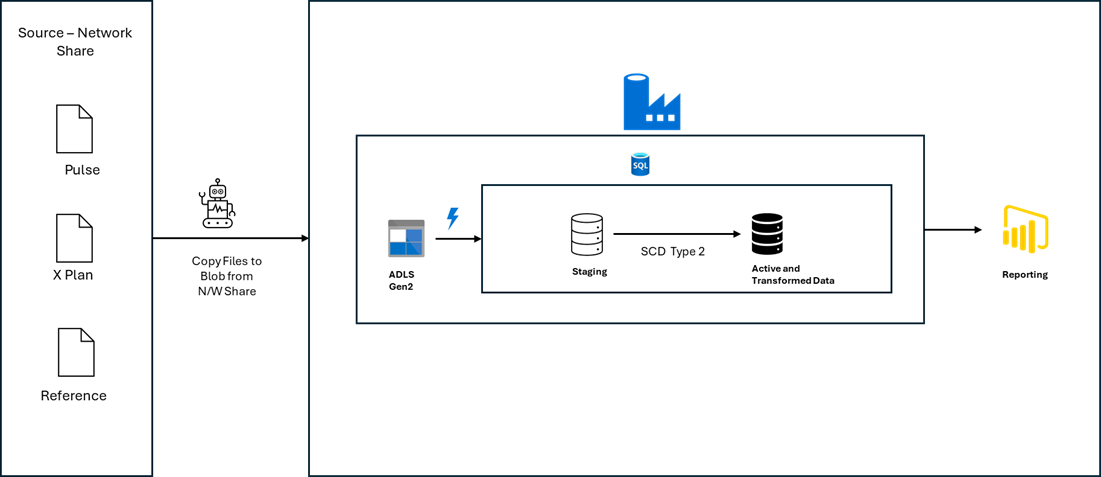 Source – Network
Share
Pulse
X Plan
Reference
Copy Files to
Blob from
N/W Share
SQL
ADLS
Gen2
Staging
SCD Type 2
Active and
Transformed Data
Reporting